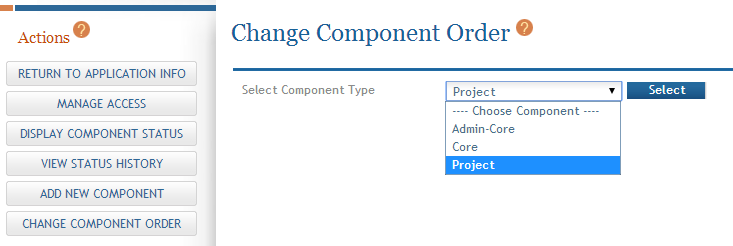 Actions ?
RETURN TO APPLICATION INFO
MANAGE ACCESS
DISPLAY COMPONENT STATUS
VIEW STATUS HISTORY
ADD NEW COMPONENT
CHANGE COMPONENT ORDER
Change Component Order ?
Select Component Type Project Select
---- Choose Component ----
Admin-Core
Core
Project